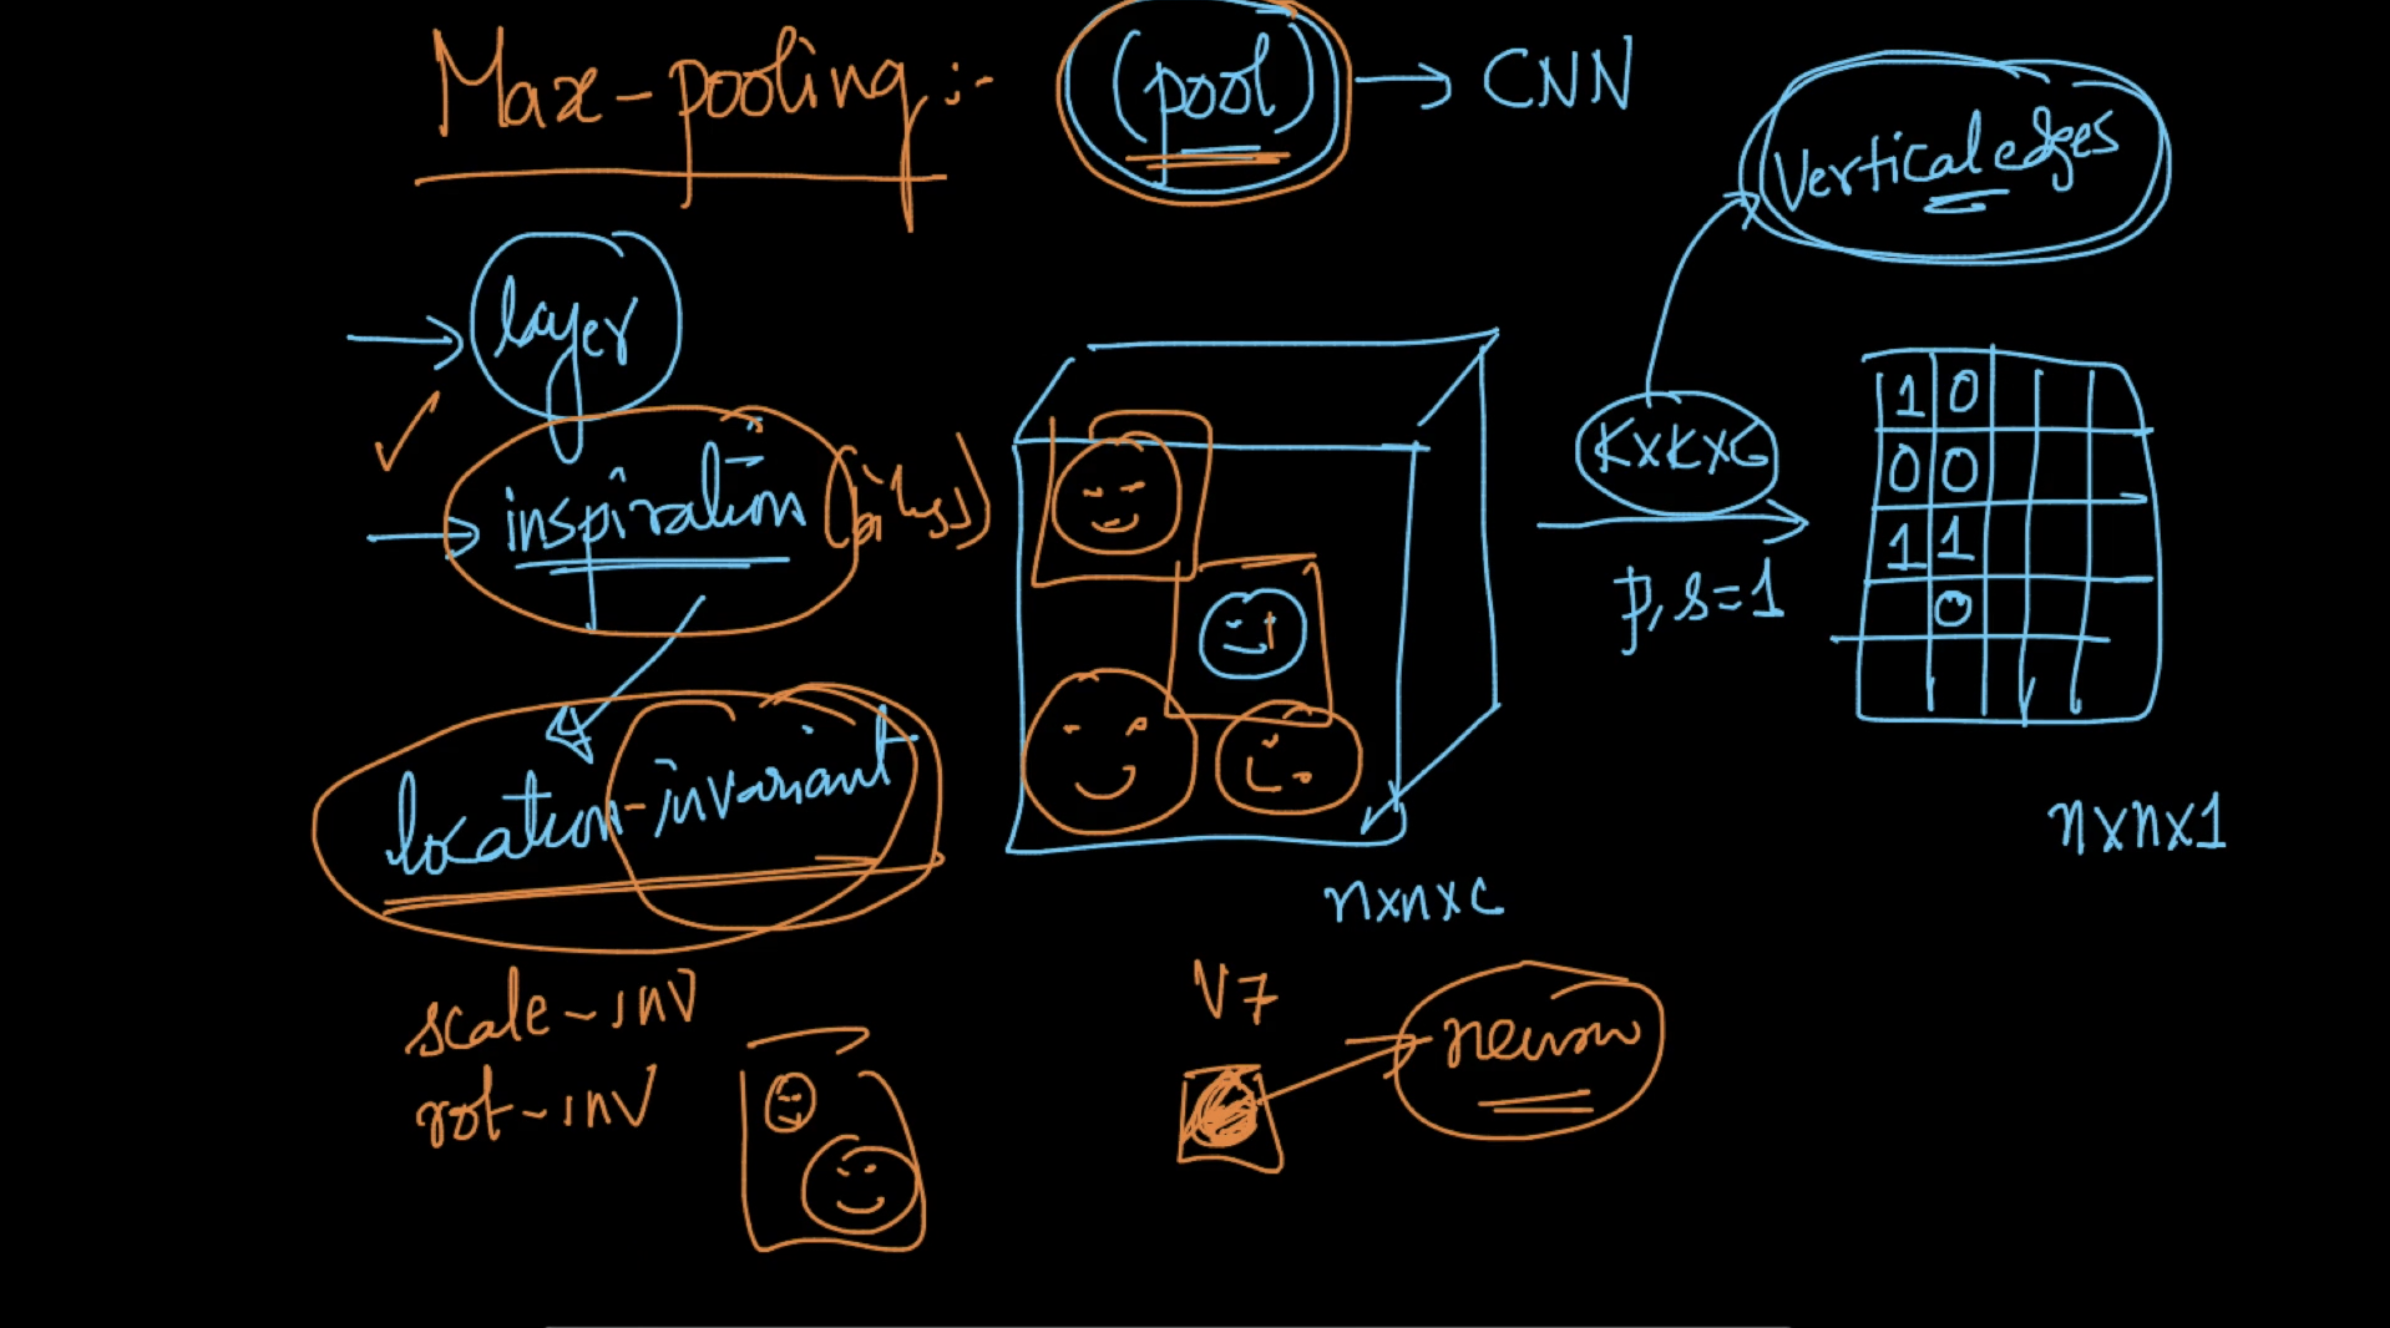 Max-pooling :- (pool) → CNN
Vertical edges
layer
inspiration
location-invariant
scale-inv
rot-inv
KxKxC
p, s=1
1 0
0 0
1 1
0
nxnxc
nxnx1
V7
neuron